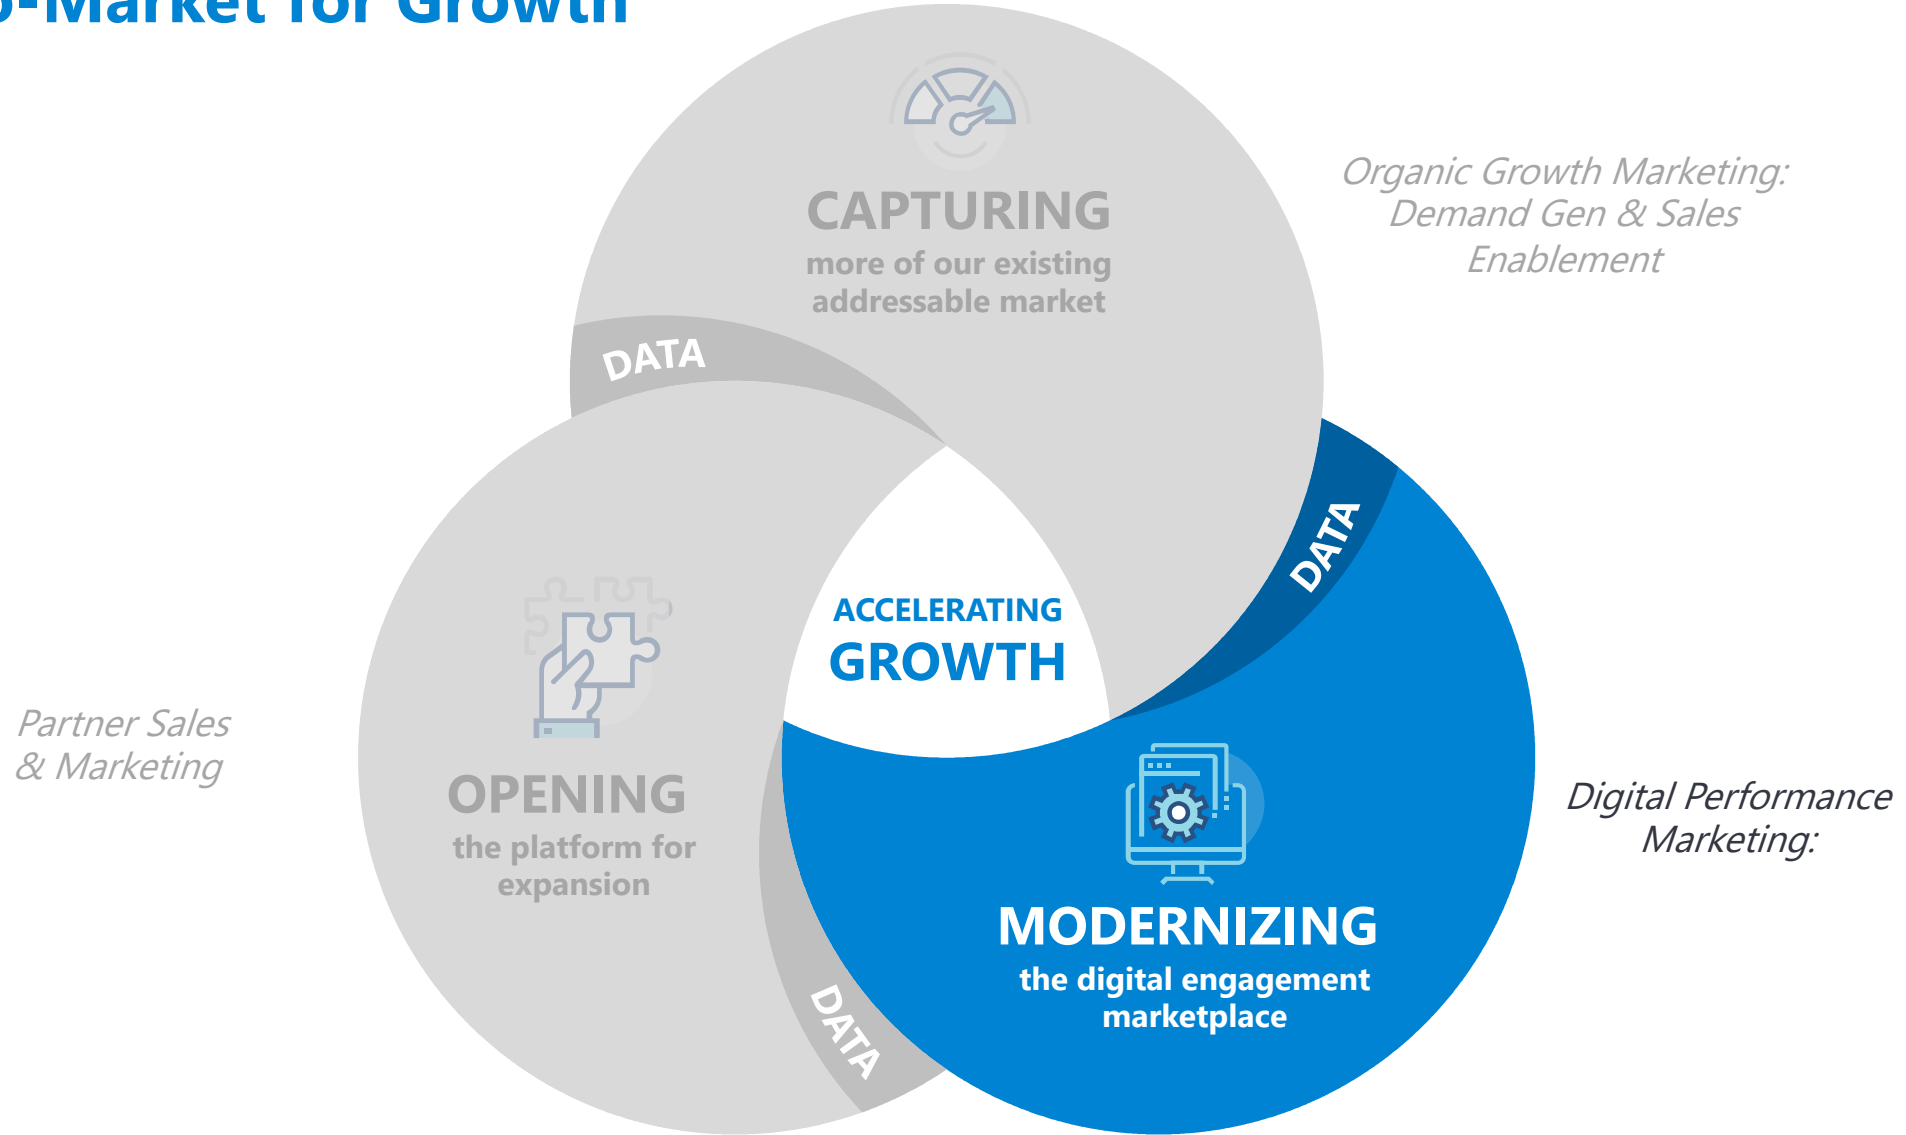 -Market for Growth
CAPTURING
more of our existing
addressable market
Organic Growth Marketing:
Demand Gen & Sales
Enablement
DATA
DATA
ACCELERATING
GROWTH
Partner Sales
& Marketing
OPENING
the platform for
expansion
Digital Performance
Marketing:
MODERNIZING
the digital engagement
marketplace
DATA